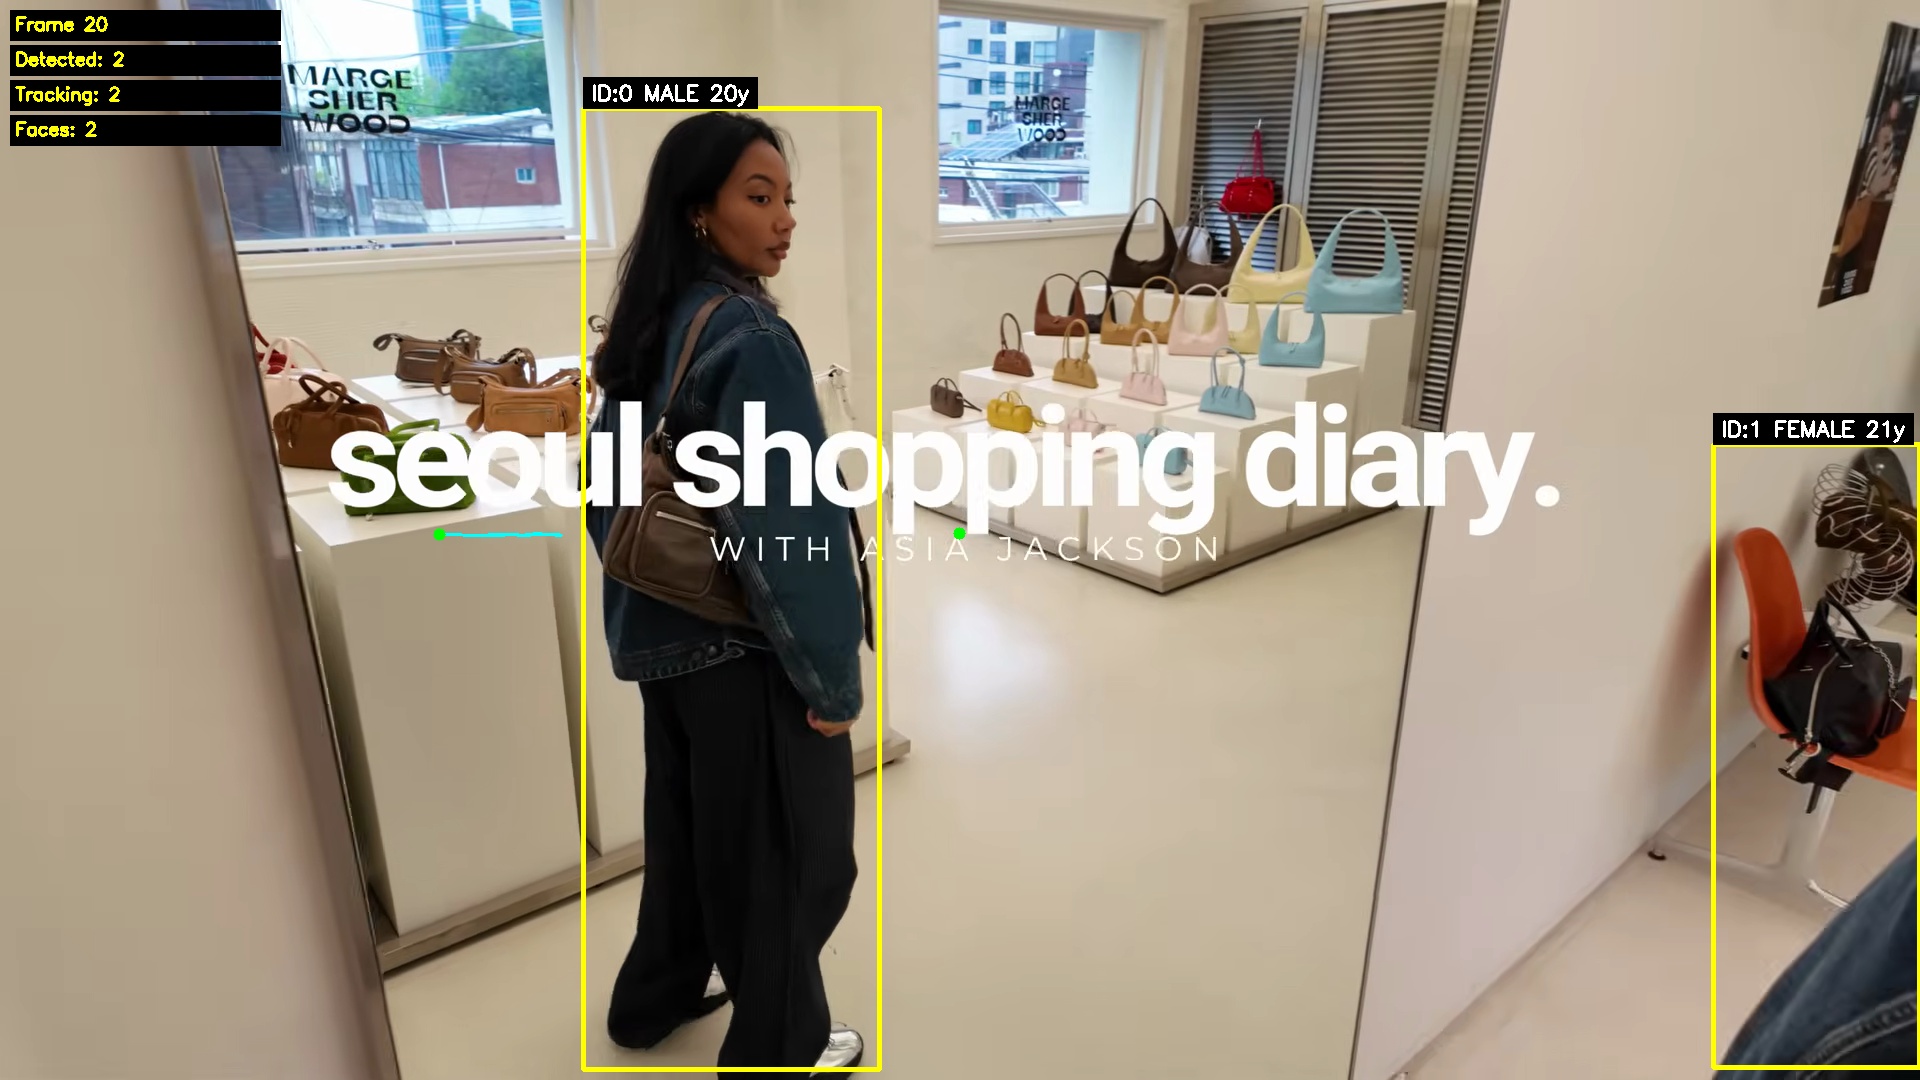 Frame 20
Detected: 2
Tracking: 2
Faces: 2
MARGE
SHER
WOOD
ID:0 MALE 20y
MARGE
SHER
WOOD
ID:1 FEMALE 21y
seoul shopping diary.
WITH ASIA JACKSON